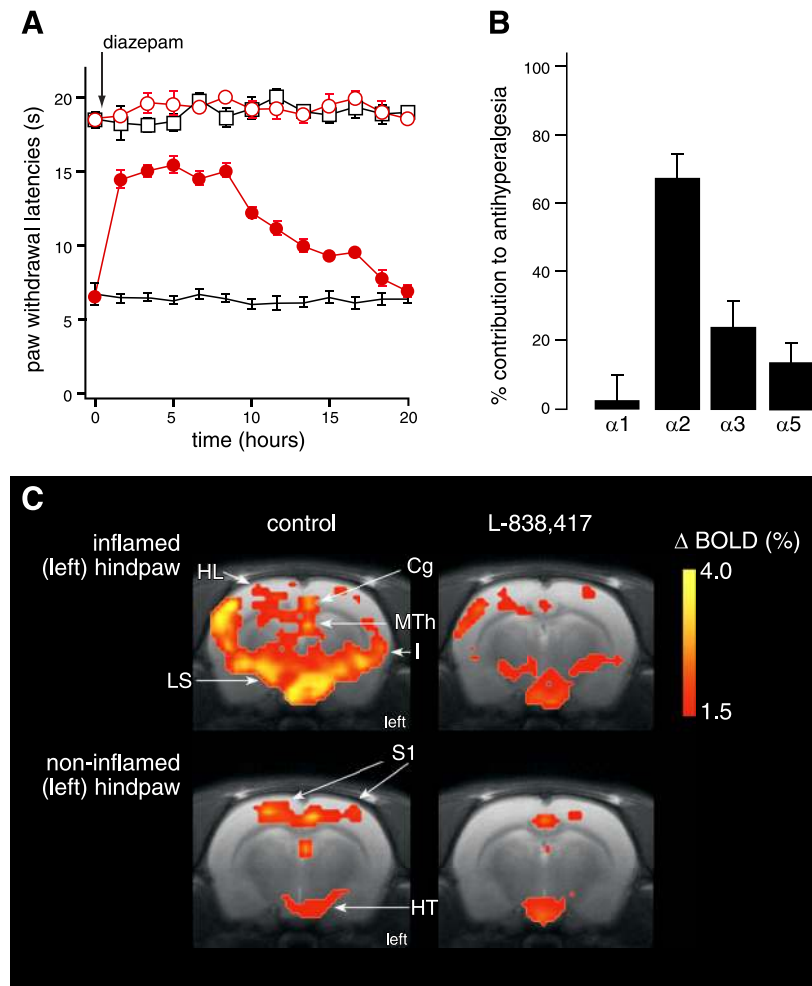 A
diazepam
paw withdrawal latencies (s)
20
15
10
5
0
0 5 10 15 20
time (hours)
B
% contribution to antihyperalgesia
100
80
60
40
20
0
α1 α2 α3 α5
C
control
L-838,417
Δ BOLD (%)
4.0
1.5
inflamed
(left) hindpaw
HL
Cg
MTh
I
LS
left
non-inflamed
(left) hindpaw
S1
HT
left